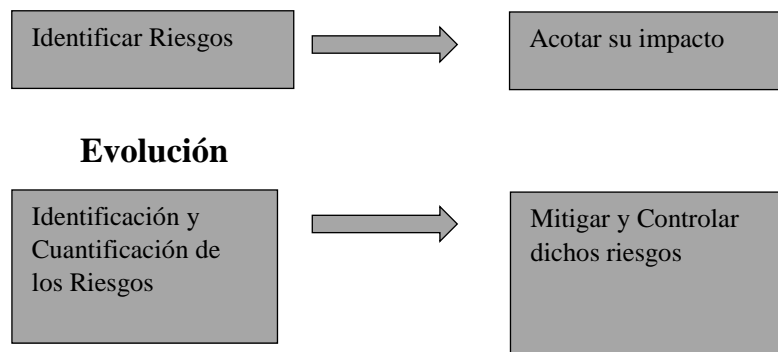 Identificar Riesgos
Acotar su impacto
Evolución
Identificación y
Cuantificación de
los Riesgos
Mitigar y Controlar
dichos riesgos